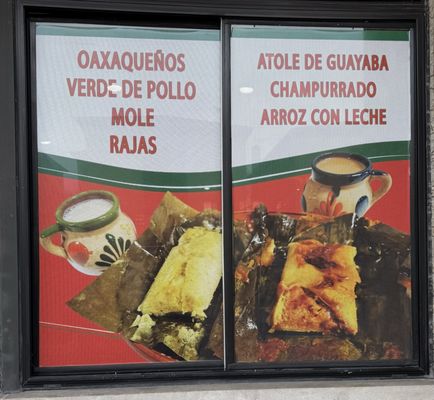 OAXAQUEÑOS
VERDE DE POLLO
MOLE
RAJAS
ATOLE DE GUAYABA
CHAMPURRADO
ARROZ CON LECHE